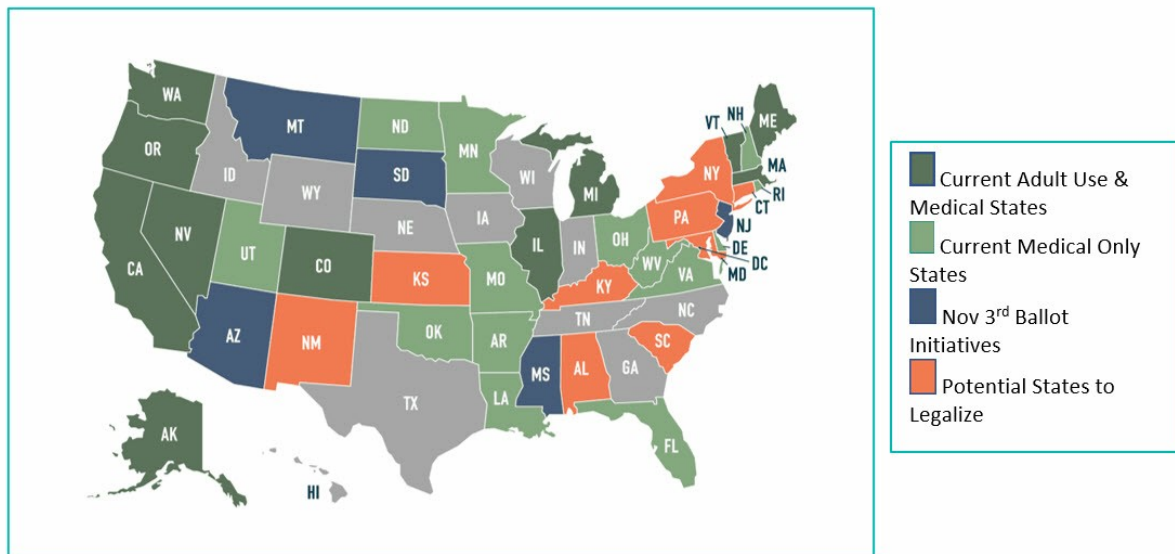 WA
MT
ND
MN
OR
ID
SD
WI
WY
MI
VT
NH
ME
MA
RI
CT
NY
PA
NJ
DE
DC
MD
IA
NE
NV
UT
CO
CA
KS
MO
IL
IN
OH
WV
VA
KY
TN
NC
SC
AZ
NM
OK
AR
TX
LA
MS
AL
GA
FL
AK
HI
Current Adult Use &
Medical States
Current Medical Only
States
Nov 3rd Ballot
Initiatives
Potential States to
Legalize